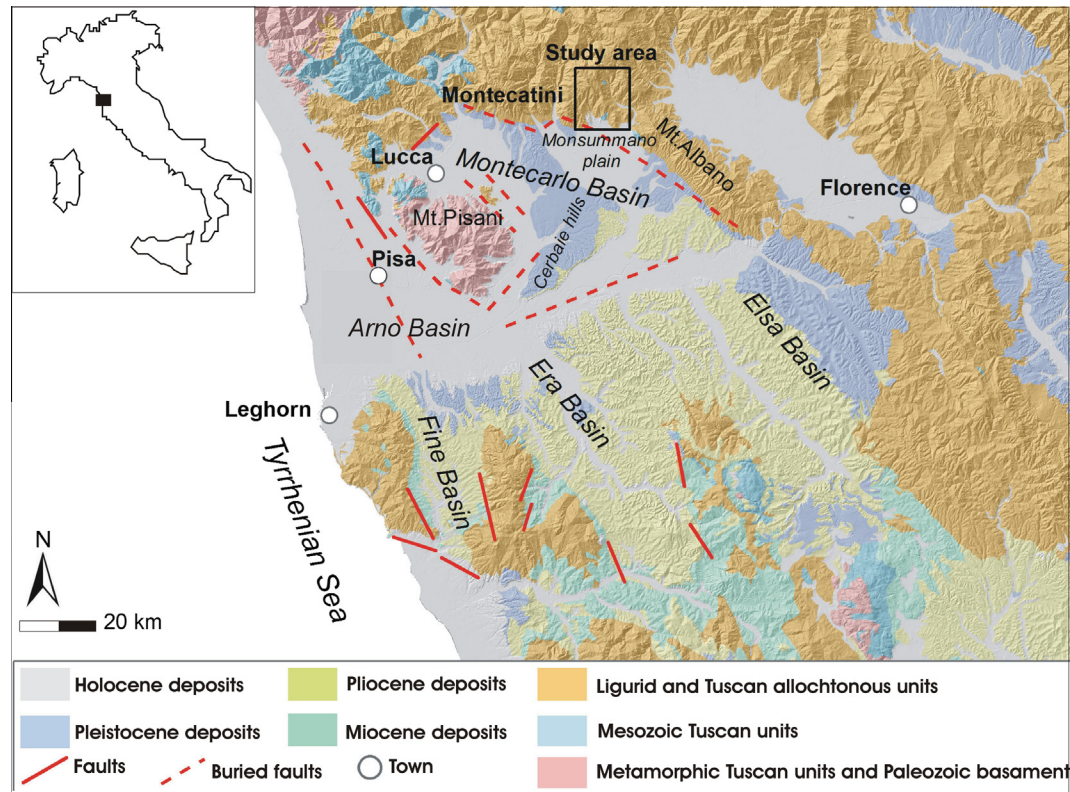 Study area
Montecatini
Monsummano
plain
Mt.Albano
Lucca
Montecarlo Basin
Florence
Mt.Pisani
Cerbaie hills
Pisa
Arno Basin
Elsa Basin
Era Basin
Leghorn
Fine Basin
Tyrrhenian Sea
N
20 km
Holocene deposits
Pliocene deposits
Ligurid and Tuscan allochtonous units
Pleistocene deposits
Miocene deposits
Mesozoic Tuscan units
Faults
Buried faults
Town
Metamorphic Tuscan units and Paleozoic basament